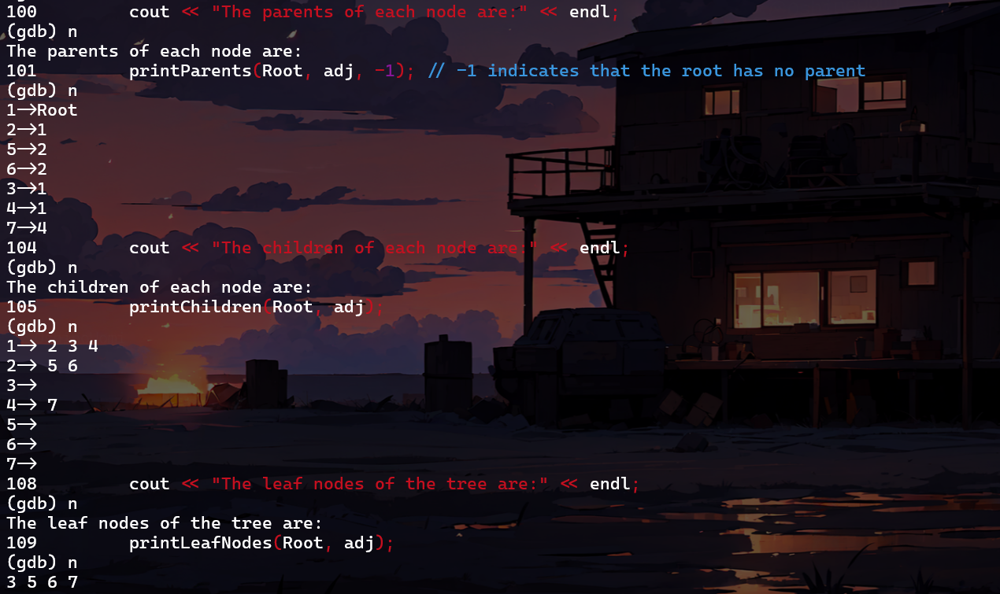 100         cout << "The parents of each node are:" << endl;
(gdb) n
The parents of each node are:
101         printParents(Root, adj, -1); // -1 indicates that the root has no parent
(gdb) n
1->Root
2->1
5->2
6->2
3->1
4->1
7->4
104         cout << "The children of each node are:" << endl;
(gdb) n
The children of each node are:
105         printChildren(Root, adj);
(gdb) n
1-> 2 3 4
2-> 5 6
3->
4-> 7
5->
6->
7->
108         cout << "The leaf nodes of the tree are:" << endl;
(gdb) n
The leaf nodes of the tree are:
109         printLeafNodes(Root, adj);
(gdb) n
3 5 6 7